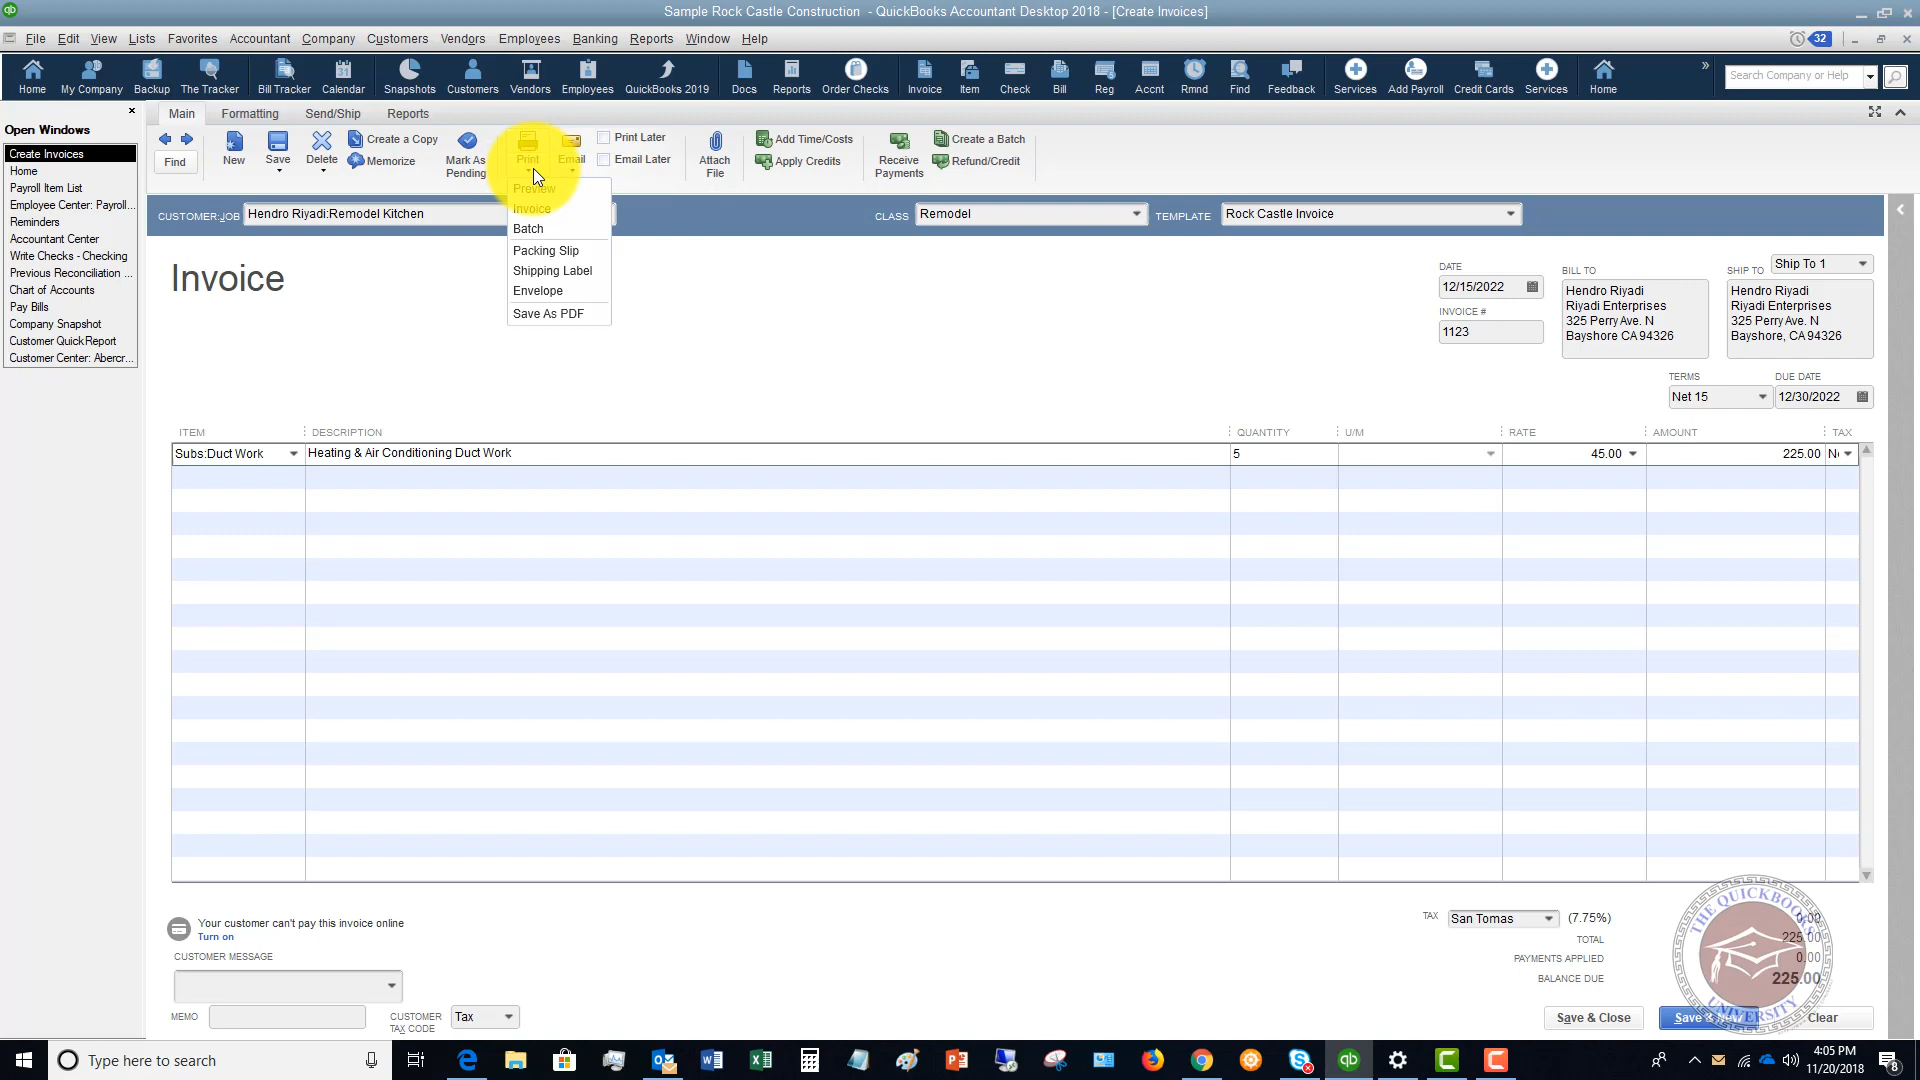 Sample Rock Castle Construction - QuickBooks Accountant Desktop 2018 - [Create Invoices]
File Edit View Lists Favorites Accountant Company Customers Vendors Employees Banking Reports Window Help 32
Home My Company Backup The Tracker Bill Tracker Calendar 31 Snapshots Customers Vendors Employees QuickBooks 2019 Docs Reports Order Checks Invoice Item Check Bill Reg Accnt Rmnd Find Feedback Services Add Payroll Credit Cards Services Home » Search Company or Help
Open Windows
Create Invoices
Home
Payroll Item List
Employee Center: Payroll...
Reminders
Accountant Center
Write Checks - Checking
Previous Reconciliation ...
Chart of Accounts
Pay Bills
Company Snapshot
Customer QuickReport
Customer Center: Abercr...
Main Formatting Send/Ship Reports
Find New Save Delete Create a Copy Memorize Mark As Pending Print Email Print Later Email Later Attach File Add Time/Costs Apply Credits Receive Payments Create a Batch Refund/Credit
Preview
Invoice
Batch
Packing Slip
Shipping Label
Envelope
Save As PDF
CUSTOMER:JOB Hendro Riyadi:Remodel Kitchen CLASS Remodel TEMPLATE Rock Castle Invoice
Invoice
DATE
12/15/2022
INVOICE #
1123
BILL TO
Hendro Riyadi
Riyadi Enterprises
325 Perry Ave. N
Bayshore CA 94326
SHIP TO Ship To 1
Hendro Riyadi
Riyadi Enterprises
325 Perry Ave. N
Bayshore, CA 94326
TERMS DUE DATE
Net 15 12/30/2022
ITEM DESCRIPTION QUANTITY U/M RATE AMOUNT TAX
Subs:Duct Work Heating & Air Conditioning Duct Work 5 45.00 225.00
Your customer can't pay this invoice online
Turn on
CUSTOMER MESSAGE
MEMO CUSTOMER TAX CODE Tax
TAX San Tomas (7.75%) 0.00
TOTAL 225.00
PAYMENTS APPLIED 0.00
BALANCE DUE 225.00
THE QUICKBOOKS UNIVERSITY
Save & Close Save & New Clear
Type here to search
4:05 PM
11/20/2018
8